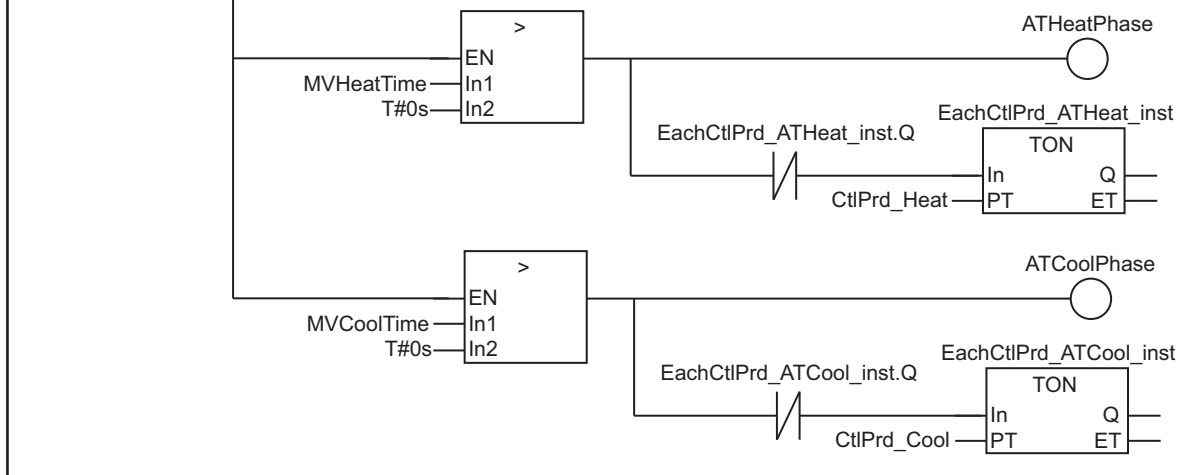 >
ATHeatPhase
EN
MVHeatTime In1
T#0s In2
EachCtlPrd_ATHeat_inst
EachCtlPrd_ATHeat_inst.Q
TON
In Q
CtlPrd_Heat PT ET
>
ATCoolPhase
EN
MVCoolTime In1
T#0s In2
EachCtlPrd_ATCool_inst
EachCtlPrd_ATCool_inst.Q
TON
In Q
CtlPrd_Cool PT ET